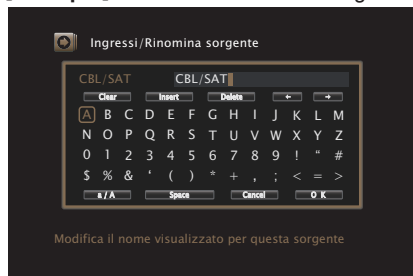 Ingressi/Rinomina sorgente
CBL/SAT CBL/SAT
Clear Insert Delete ← →
A B C D E F G H I J K L M
N O P Q R S T U V W X Y Z
0 1 2 3 4 5 6 7 8 9 ! “ #
$ % & ‘ ( ) * + , ; < = >
a / A Space Cancel O K
Modifica il nome visualizzato per questa sorgente